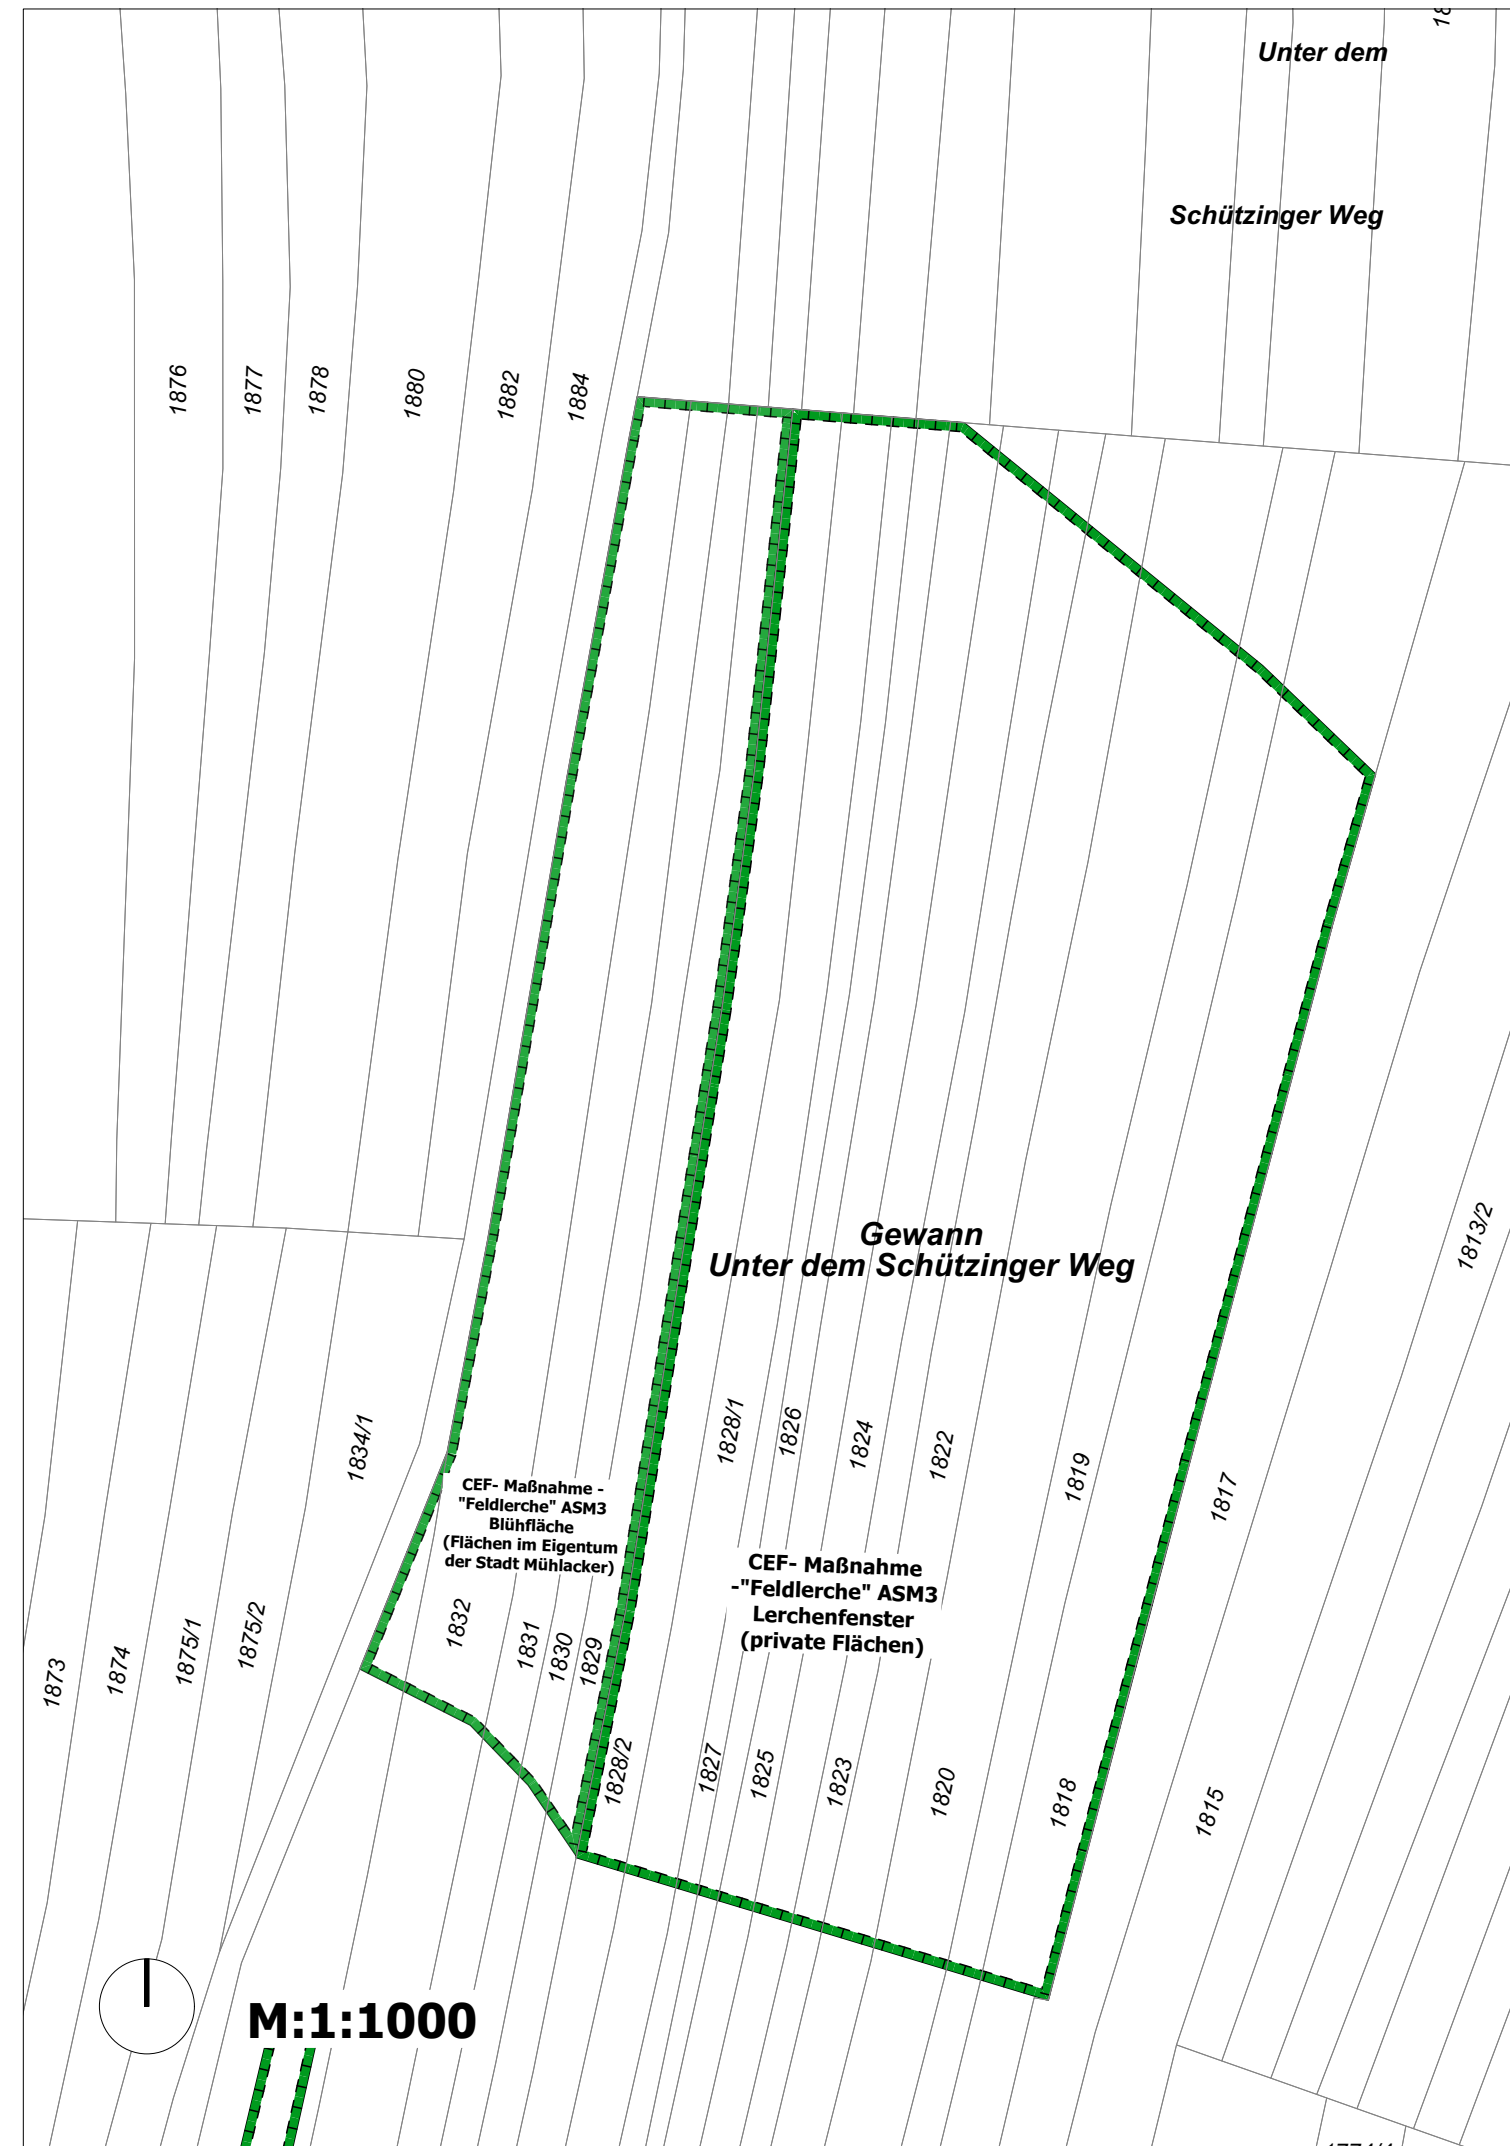 Unter dem
Schützinger Weg
1876
1877
1878
1880
1882
1884
Gewann
Unter dem Schützinger Weg
1813/2
1834/1
1828/1
1826
1824
1822
1819
1817
CEF- Maßnahme -
"Feldlerche" ASM3
Blühfläche
(Flächen im Eigentum
der Stadt Mühlacker)
CEF- Maßnahme
-"Feldlerche" ASM3
Lerchenfenster
(private Flächen)
1873
1874
1875/1
1875/2
1832
1831
1830
1829
1828/2
1827
1825
1823
1820
1818
1815
M:1:1000